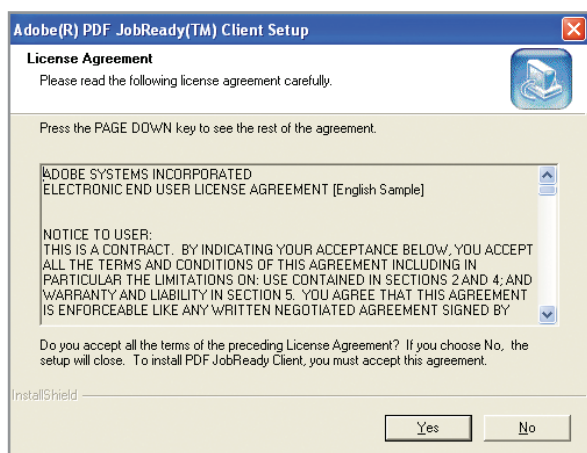 Adobe(R) PDF JobReady(TM) Client Setup
License Agreement
Please read the following license agreement carefully.
Press the PAGE DOWN key to see the rest of the agreement.
ADOBE SYSTEMS INCORPORATED
ELECTRONIC END USER LICENSE AGREEMENT [English Sample]
NOTICE TO USER:
THIS IS A CONTRACT.  BY INDICATING YOUR ACCEPTANCE BELOW, YOU ACCEPT
ALL THE TERMS AND CONDITIONS OF THIS AGREEMENT INCLUDING IN
PARTICULAR THE LIMITATIONS ON: USE CONTAINED IN SECTIONS 2 AND 4; AND
WARRANTY AND LIABILITY IN SECTION 5.  YOU AGREE THAT THIS AGREEMENT
IS ENFORCEABLE LIKE ANY WRITTEN NEGOTIATED AGREEMENT SIGNED BY
Do you accept all the terms of the preceding License Agreement?  If you choose No,  the
setup will close.  To install PDF JobReady Client, you must accept this agreement.
InstallShield
Yes No